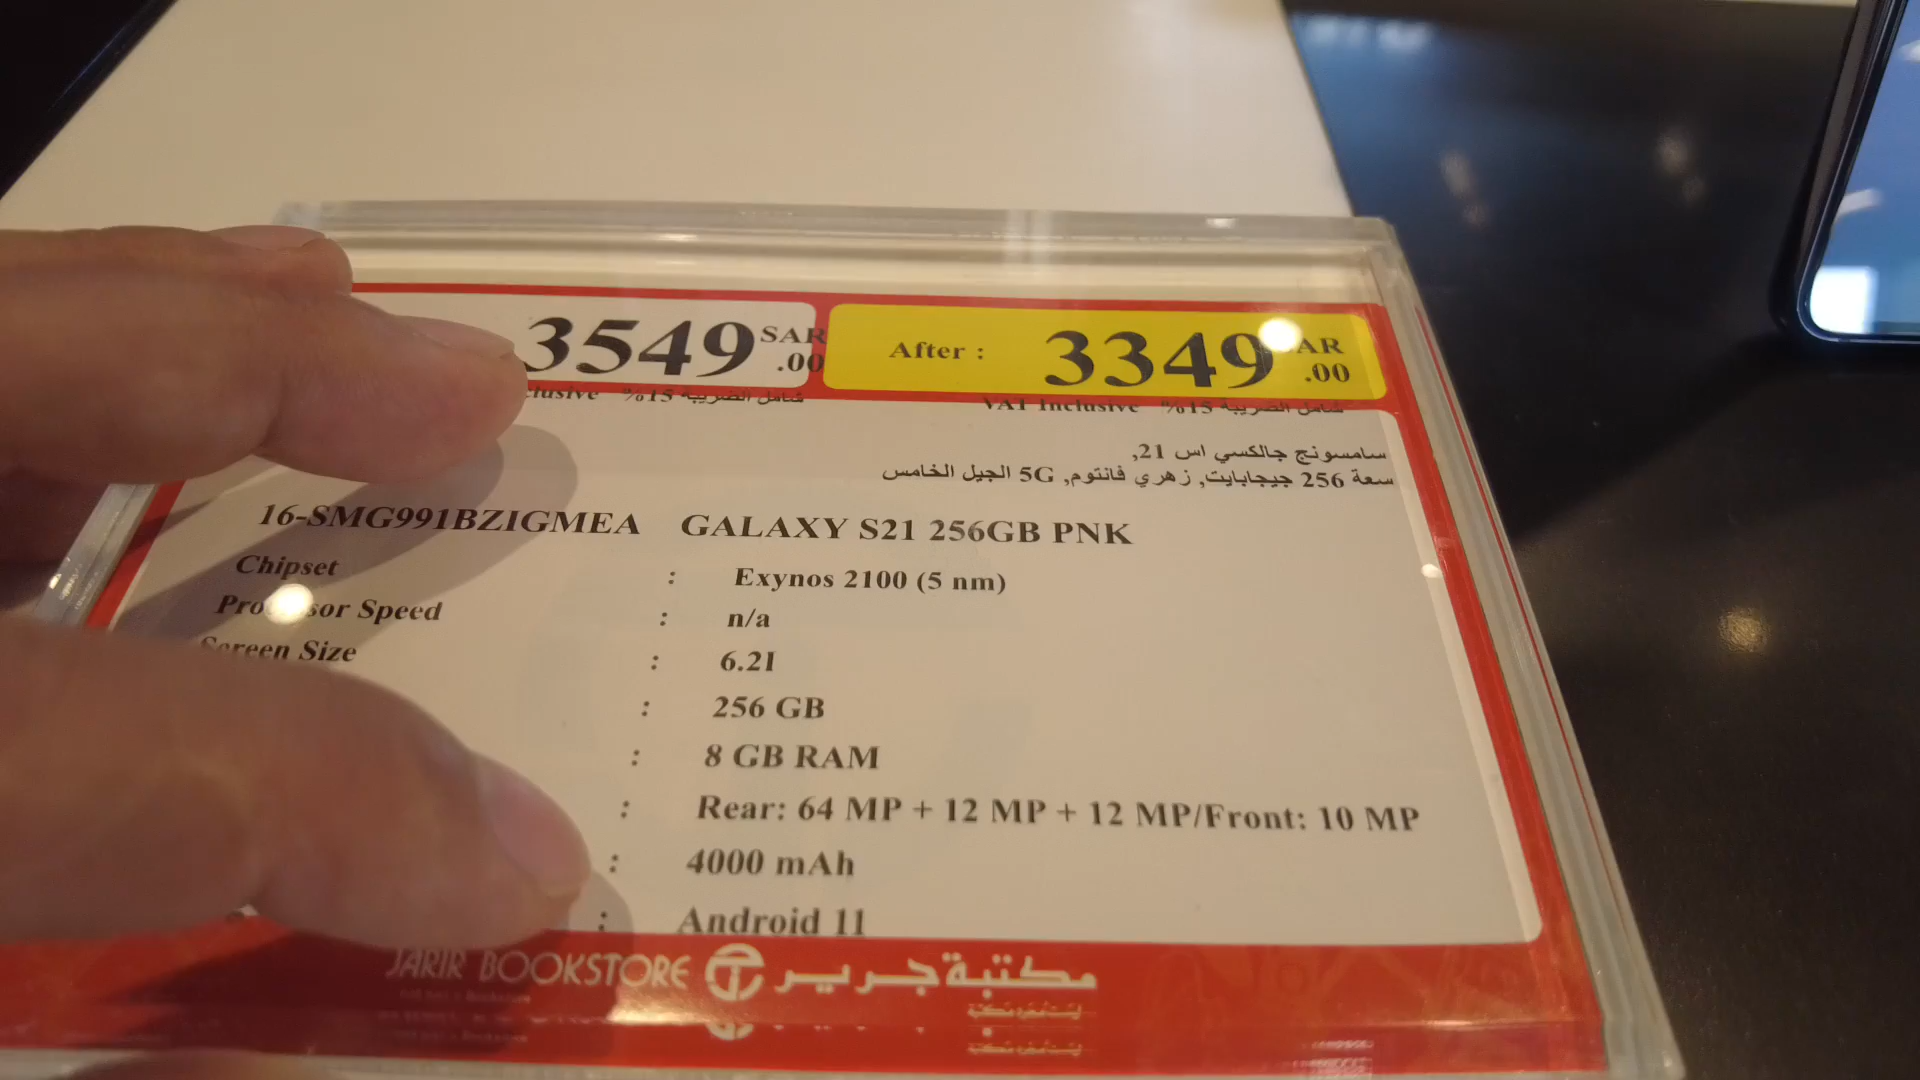 3549 SAR .00
After : 3349 .00
شامل الضريبة 15%
VAT Inclusive شامل الضريبة 15%
سامسونج جالكسي اس 21,
سعة 256 جيجابايت, زهري فانتوم, 5G الجيل الخامس
16-SMG991BZIGMEA GALAXY S21 256GB PNK
Chipset : Exynos 2100 (5 nm)
Speed : n/a
Screen Size : 6.2I
: 256 GB
: 8 GB RAM
: Rear: 64 MP + 12 MP + 12 MP/Front: 10 MP
: 4000 mAh
: Android 11
JARIR BOOKSTORE مكتبة جرير